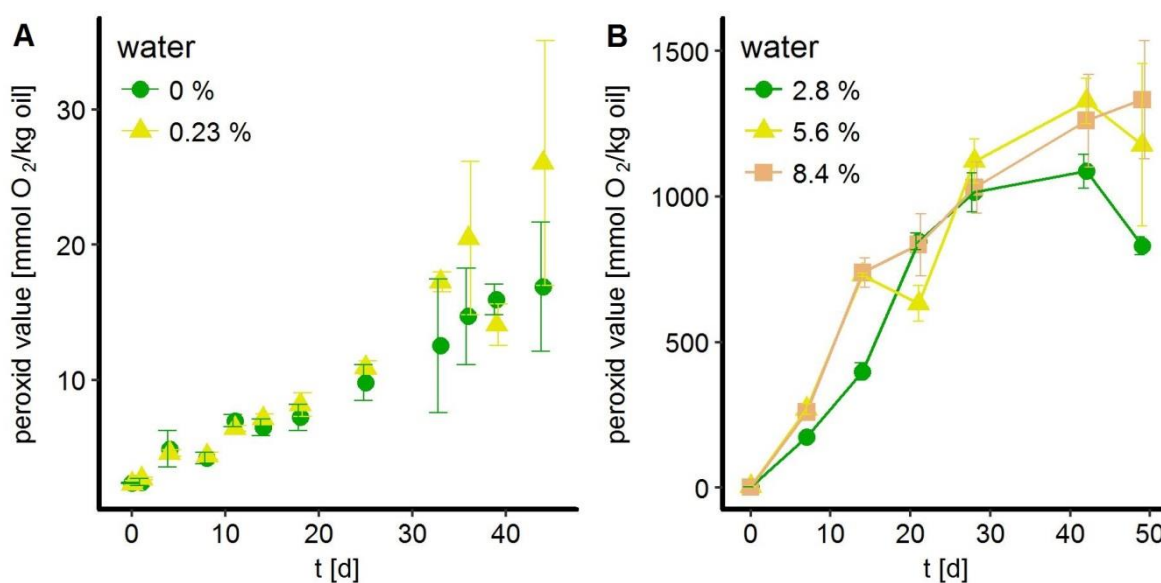 A
water
0 %
0.23 %
peroxid value [mmol O₂/kg oil]
30
20
10
0 10 20 30 40
t [d]
B
water
2.8 %
5.6 %
8.4 %
peroxid value [mmol O₂/kg oil]
1500
1000
500
0
0 10 20 30 40 50
t [d]